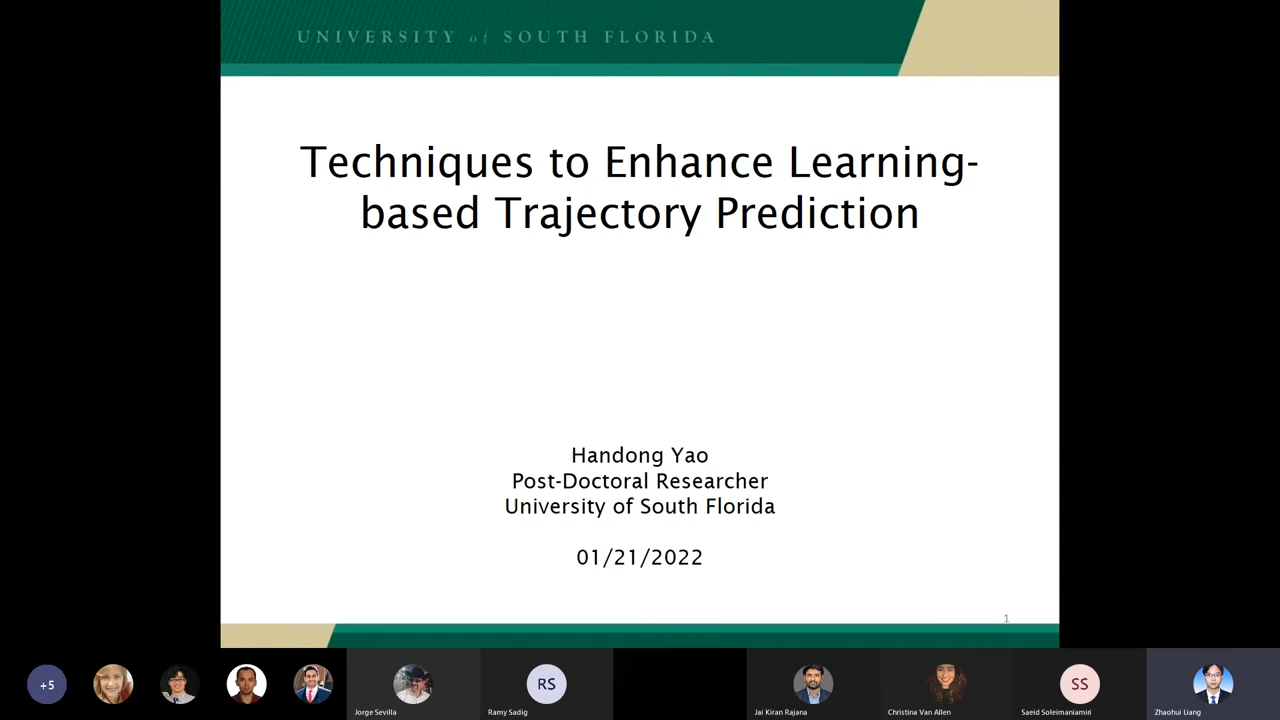 UNIVERSITY of SOUTH FLORIDA
Techniques to Enhance Learning-
based Trajectory Prediction
Handong Yao
Post-Doctoral Researcher
University of South Florida
01/21/2022
1
+5
RS
SS
Jorge Sevilla
Ramy Sadig
Jai Kiran Rajana
Christina Van Allen
Saeid Soleimaniamiri
Zhaohui Liang